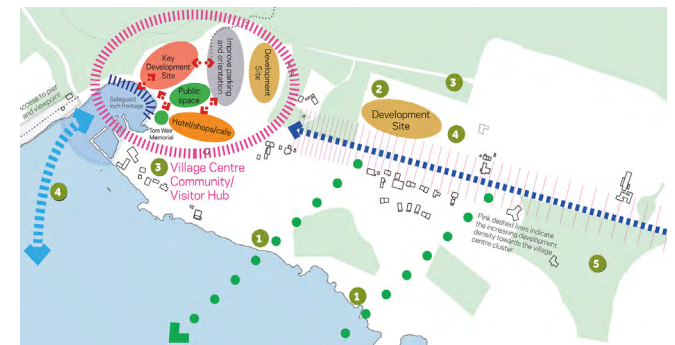 Key
Development
Site
Improve parking
and orientation
Development
Site
Public
space
Hotel/shops/cafe
Safeguard
loch frontage
Tom Weir
Memorial
access to pier
and viewpoint
2
3
Development
Site
4
3
Village Centre
Community/
Visitor Hub
4
1
1
Pink dashed lines indicate
the increasing development
density towards the village
centre cluster
5